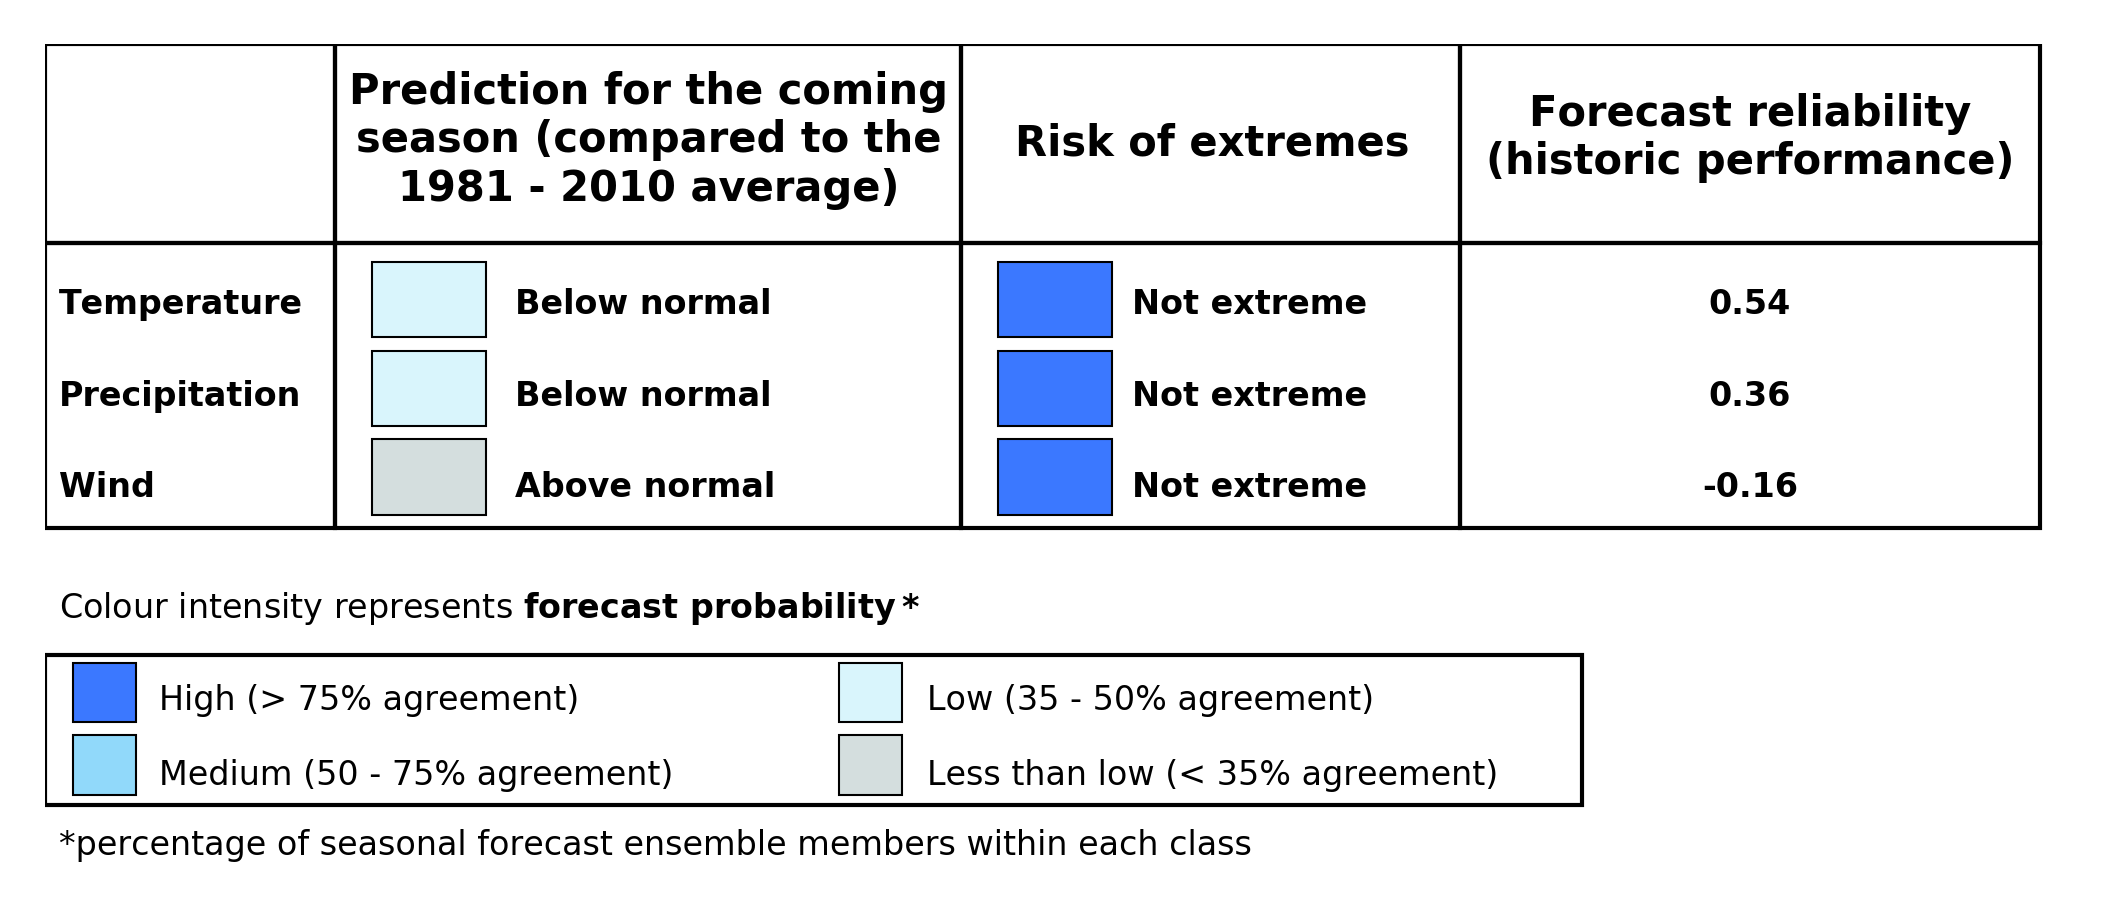 Prediction for the coming
season (compared to the
1981 - 2010 average)
Risk of extremes
Forecast reliability
(historic performance)
Temperature Below normal Not extreme 0.54
Precipitation Below normal Not extreme 0.36
Wind Above normal Not extreme -0.16
Colour intensity represents forecast probability*
High (> 75% agreement) Low (35 - 50% agreement)
Medium (50 - 75% agreement) Less than low (< 35% agreement)
*percentage of seasonal forecast ensemble members within each class